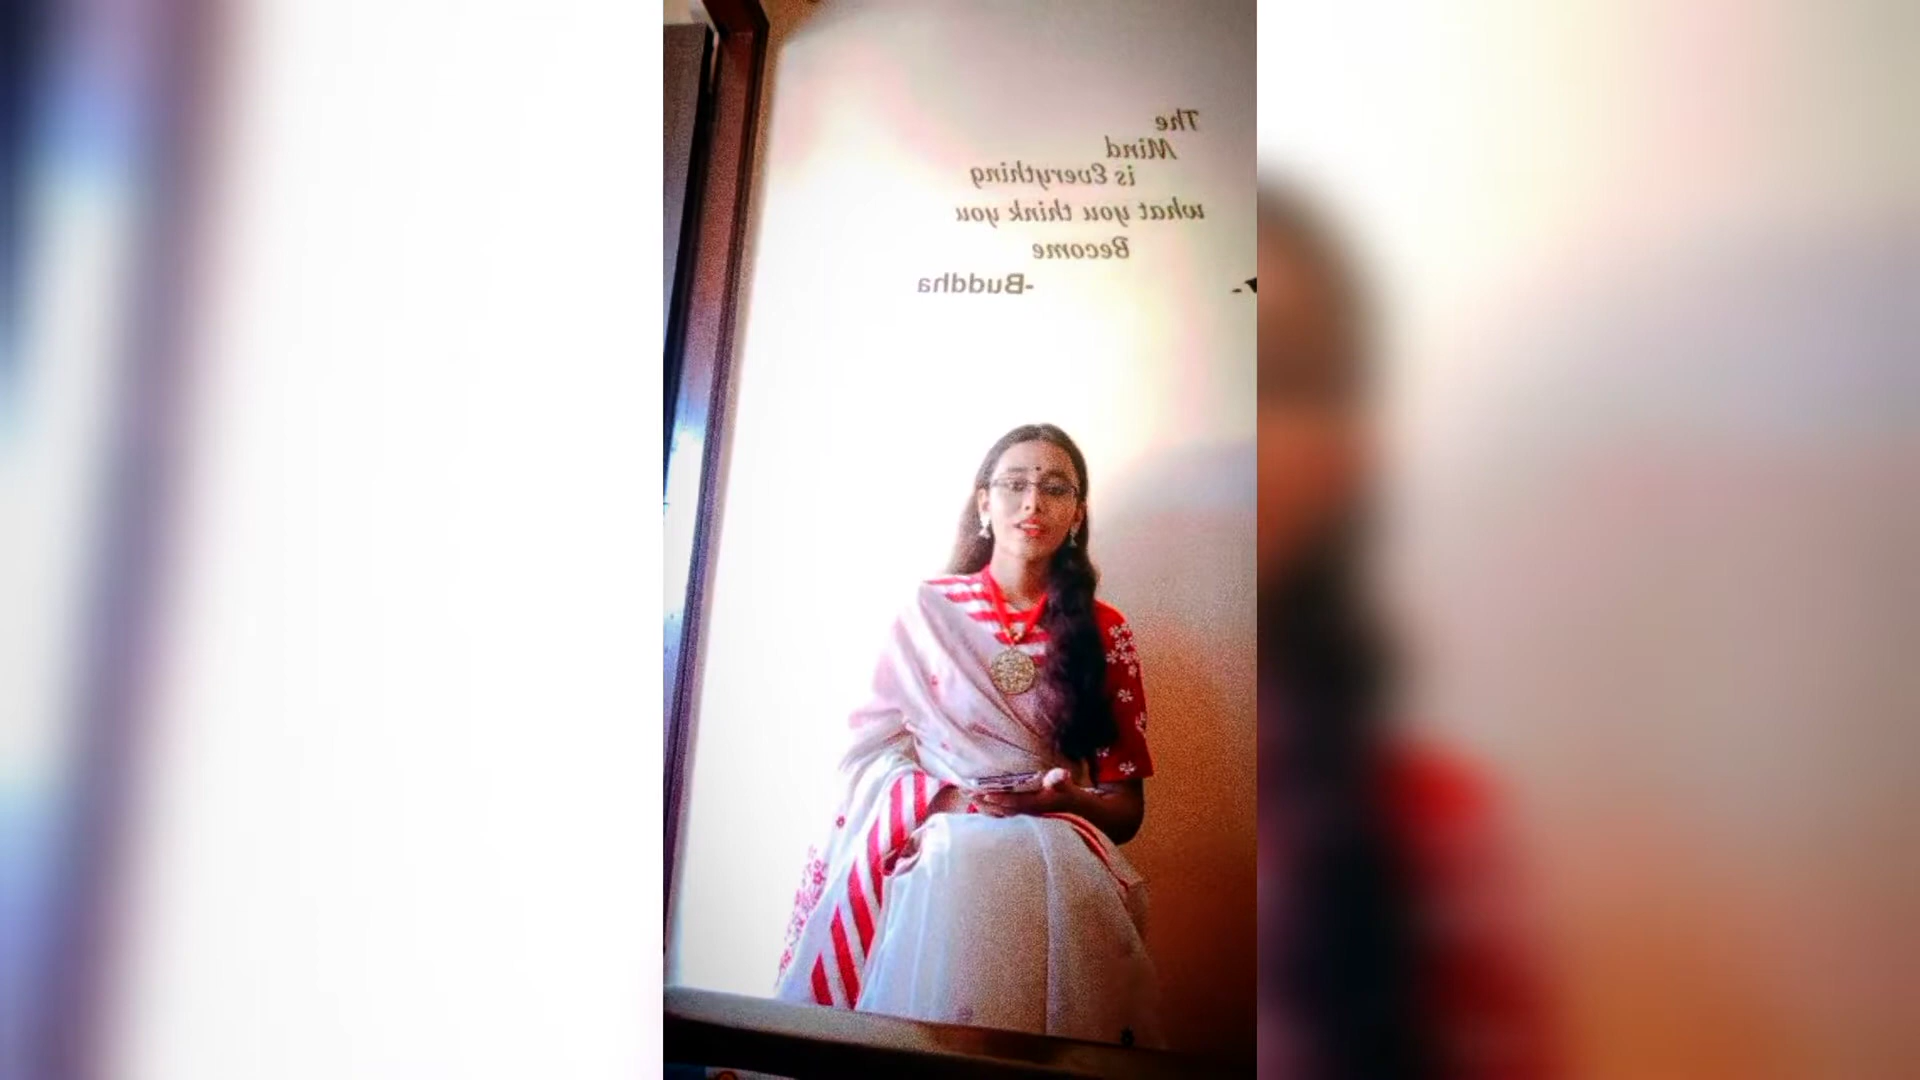 The
Mind
is Everything
what you think you
Become
-Buddha